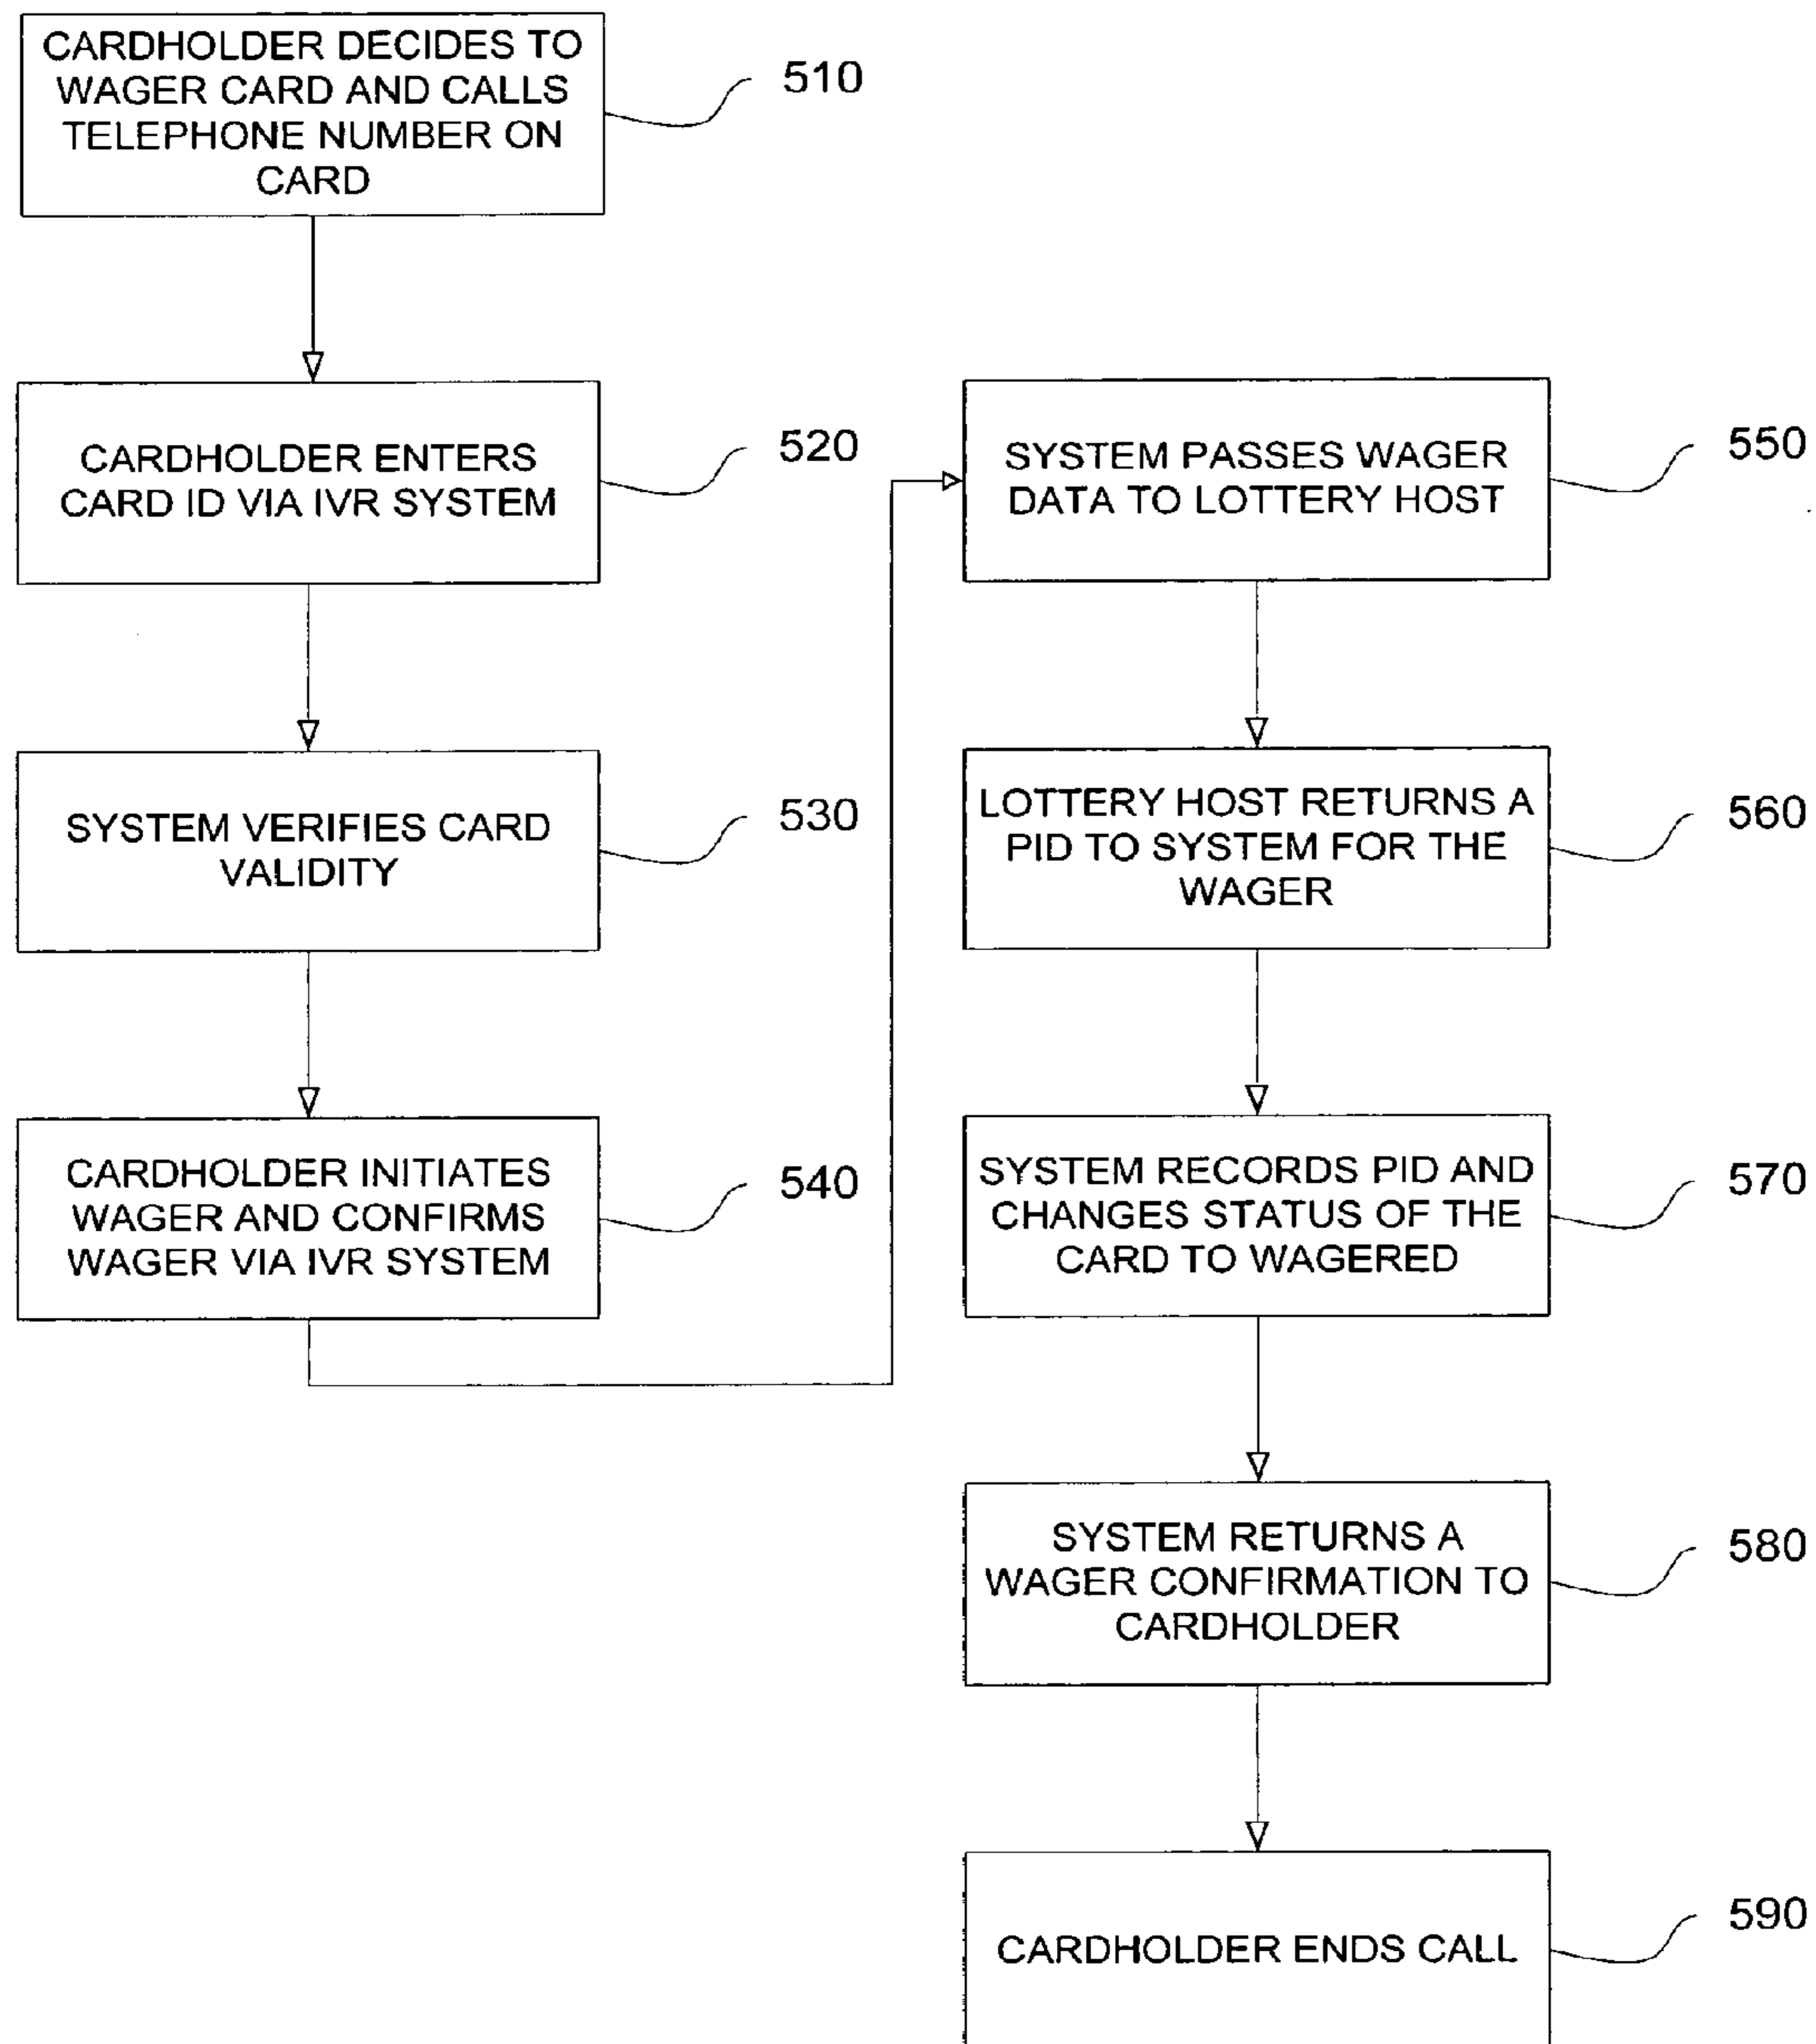 CARDHOLDER DECIDES TO
WAGER CARD AND CALLS
TELEPHONE NUMBER ON
CARD
510
CARDHOLDER ENTERS
CARD ID VIA IVR SYSTEM
520
SYSTEM VERIFIES CARD
VALIDITY
530
CARDHOLDER INITIATES
WAGER AND CONFIRMS
WAGER VIA IVR SYSTEM
540
SYSTEM PASSES WAGER
DATA TO LOTTERY HOST
550
LOTTERY HOST RETURNS A
PID TO SYSTEM FOR THE
WAGER
560
SYSTEM RECORDS PID AND
CHANGES STATUS OF THE
CARD TO WAGERED
570
SYSTEM RETURNS A
WAGER CONFIRMATION TO
CARDHOLDER
580
CARDHOLDER ENDS CALL
590